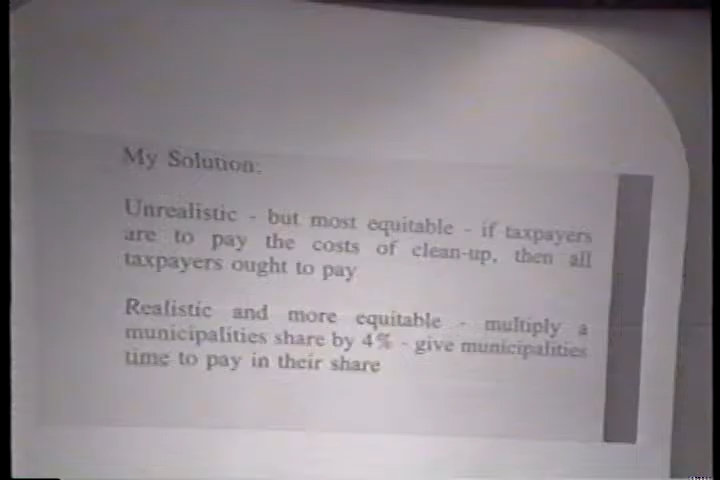 My Solution:
Unrealistic - but most equitable - if taxpayers
are to pay the costs of clean-up, then all
taxpayers ought to pay
Realistic and more equitable - multiply a
municipalities share by 4% - give municipalities
time to pay in their share